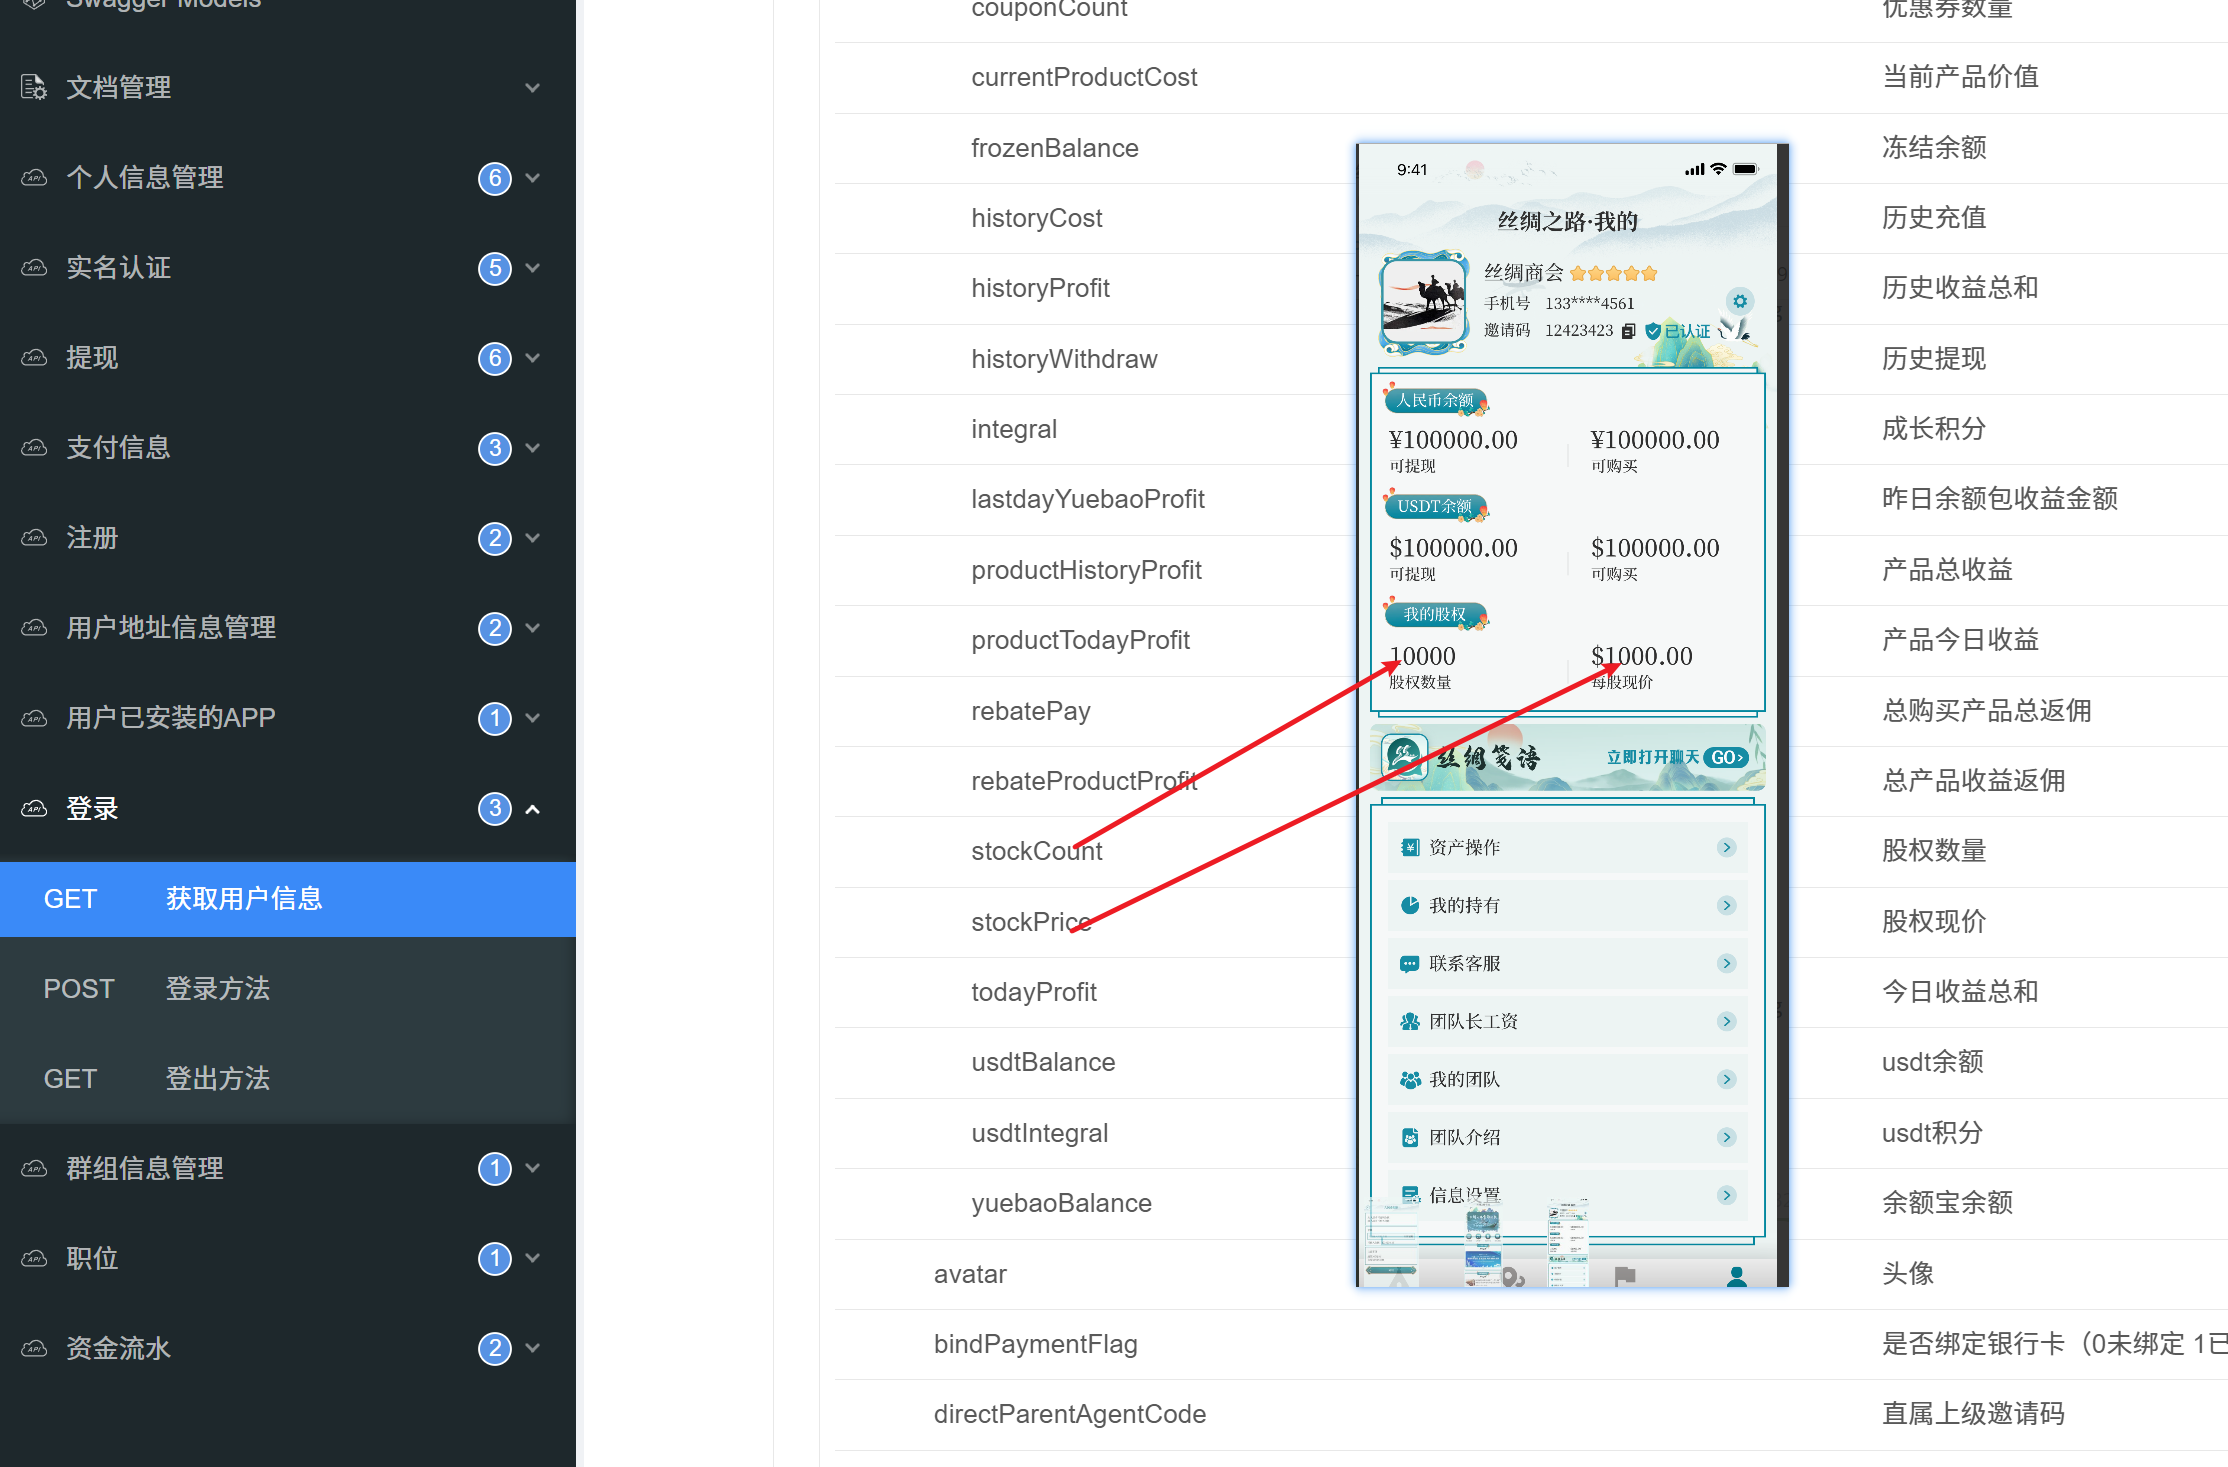 Swagger Models
文档管理
个人信息管理 6
实名认证 5
提现 6
支付信息 3
注册 2
用户地址信息管理 2
用户已安装的APP 1
登录 3
GET 获取用户信息
POST 登录方法
GET 登出方法
群组信息管理 1
职位 1
资金流水 2
couponCount 优惠券数量
currentProductCost 当前产品价值
frozenBalance 冻结余额
historyCost 历史充值
historyProfit 历史收益总和
historyWithdraw 历史提现
integral 成长积分
lastdayYuebaoProfit 昨日余额包收益金额
productHistoryProfit 产品总收益
productTodayProfit 产品今日收益
rebatePay 总购买产品总返佣
rebateProductProfit 总产品收益返佣
stockCount 股权数量
stockPrice 股权现价
todayProfit 今日收益总和
usdtBalance usdt余额
usdtIntegral usdt积分
yuebaoBalance 余额宝余额
avatar 头像
bindPaymentFlag 是否绑定银行卡（0未绑定 1已
directParentAgentCode 直属上级邀请码
9:41
丝绸之路·我的
丝绸商会
手机号 133****4561
邀请码 12423423 已认证
人民币余额
¥100000.00 ¥100000.00
可提现 可购买
USDT余额
$100000.00 $100000.00
可提现 可购买
我的股权
10000 $1000.00
股权数量 每股现价
丝绸笺语 立即打开聊天 GO>
资产操作
我的持有
联系客服
团队长工资
我的团队
团队介绍
信息设置